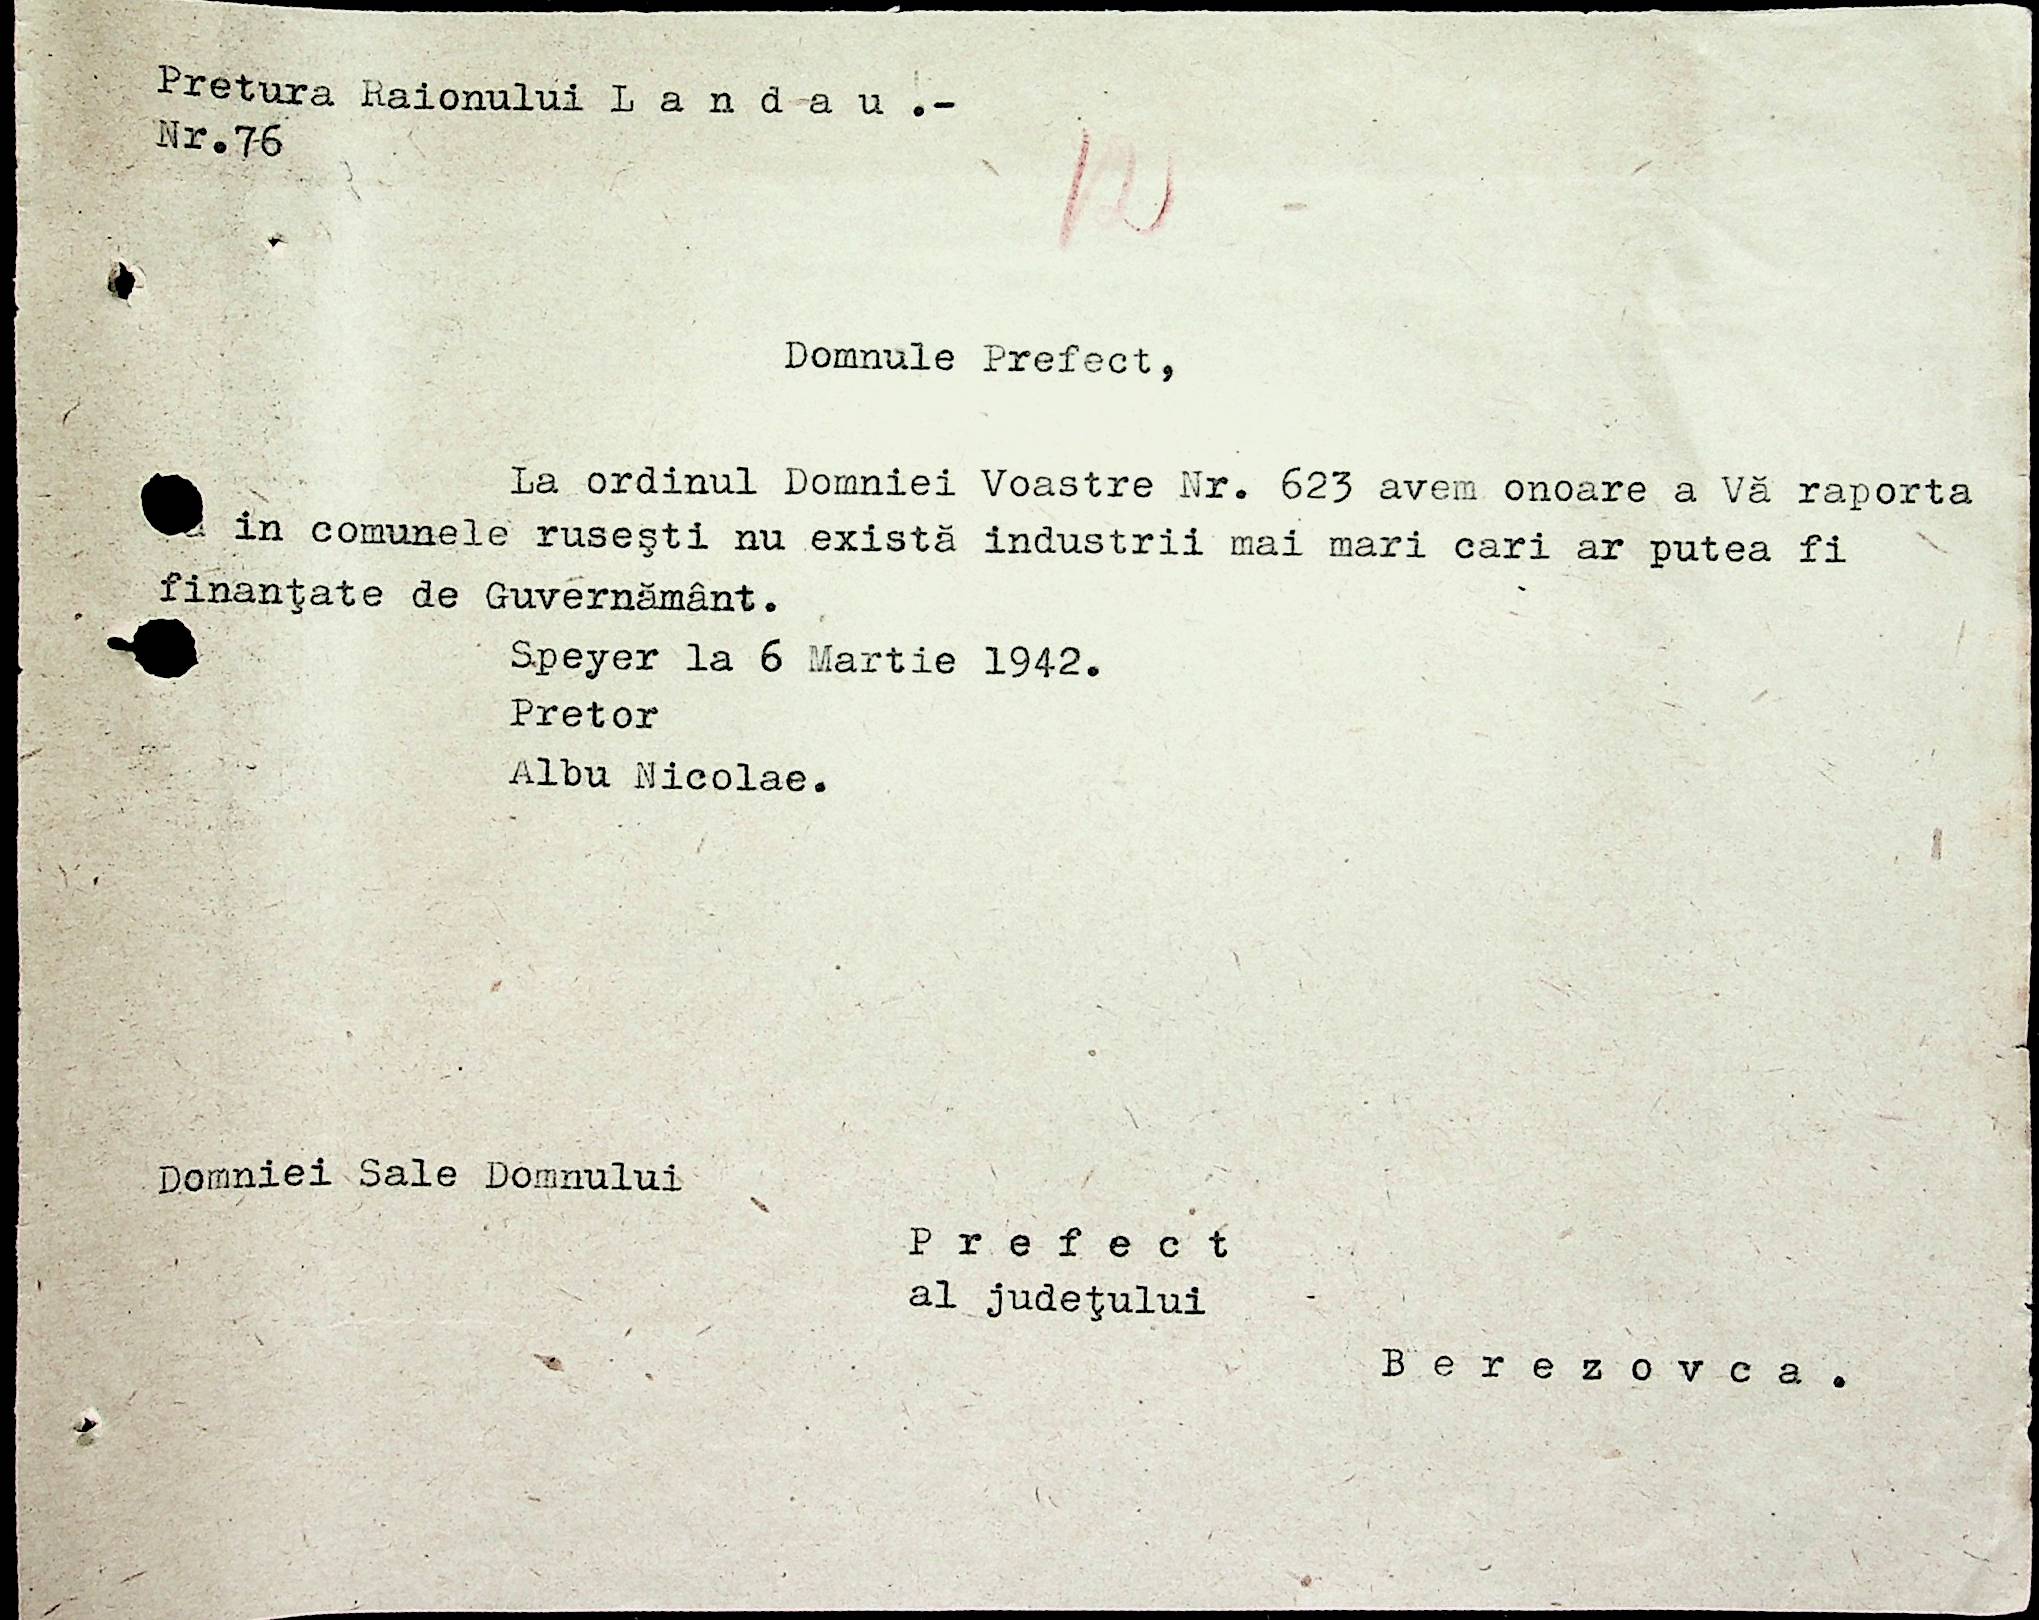 Pretura Raionului L a n d a u .-
Nr.76
12
Domnule Prefect,
La ordinul Domniei Voastre Nr. 623 avem onoare a Vă raporta
in comunele ruseşti nu există industrii mai mari cari ar putea fi
finanţate de Guvernământ.
Speyer la 6 Martie 1942.
Pretor
Albu Nicolae.
Domniei Sale Domnului
P r e f e c t
al judeţului
B e r e z o v c a .